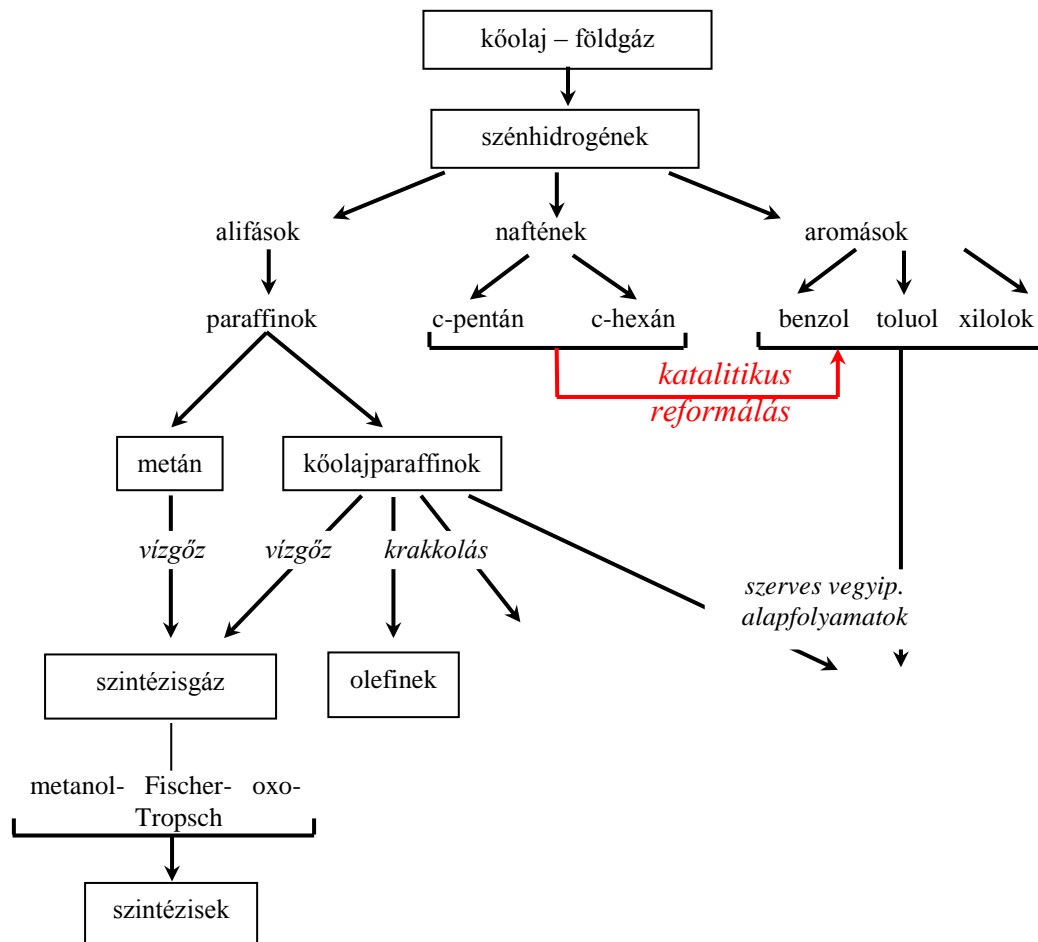 kőolaj – földgáz
szénhidrogének
alifások naftének aromások
paraffinok c-pentán c-hexán benzol toluol xilolok
katalitikus
reformálás
metán kőolajparaffinok
vízgőz vízgőz krakkolás
szerves vegyip.
alapfolyamatok
szintézisgáz olefinek
metanol- Fischer- oxo-
Tropsch
szintézisek